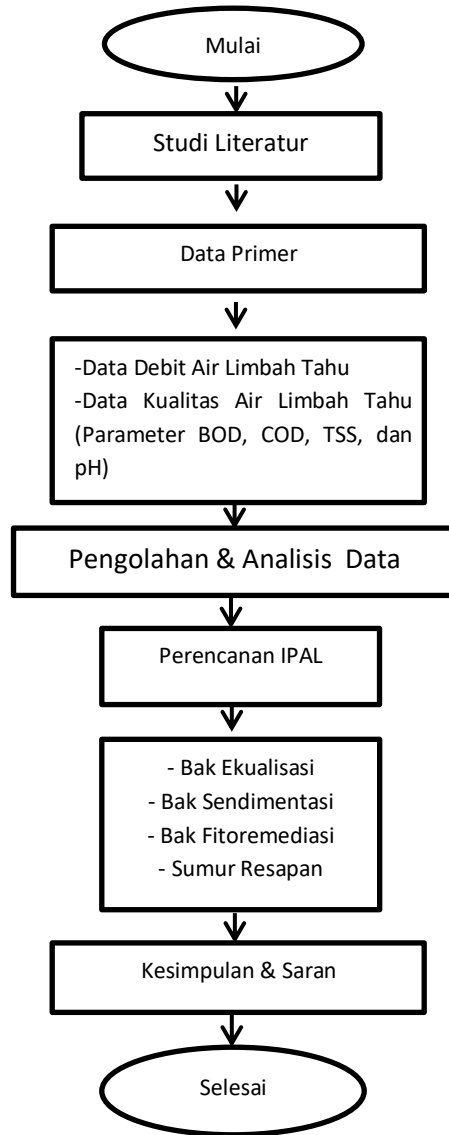 Mulai
Studi Literatur
Data Primer
-Data Debit Air Limbah Tahu
-Data Kualitas Air Limbah Tahu
(Parameter BOD, COD, TSS, dan
pH)
Pengolahan & Analisis Data
Perencanan IPAL
- Bak Ekualisasi
- Bak Sendimentasi
- Bak Fitoremediasi
- Sumur Resapan
Kesimpulan & Saran
Selesai